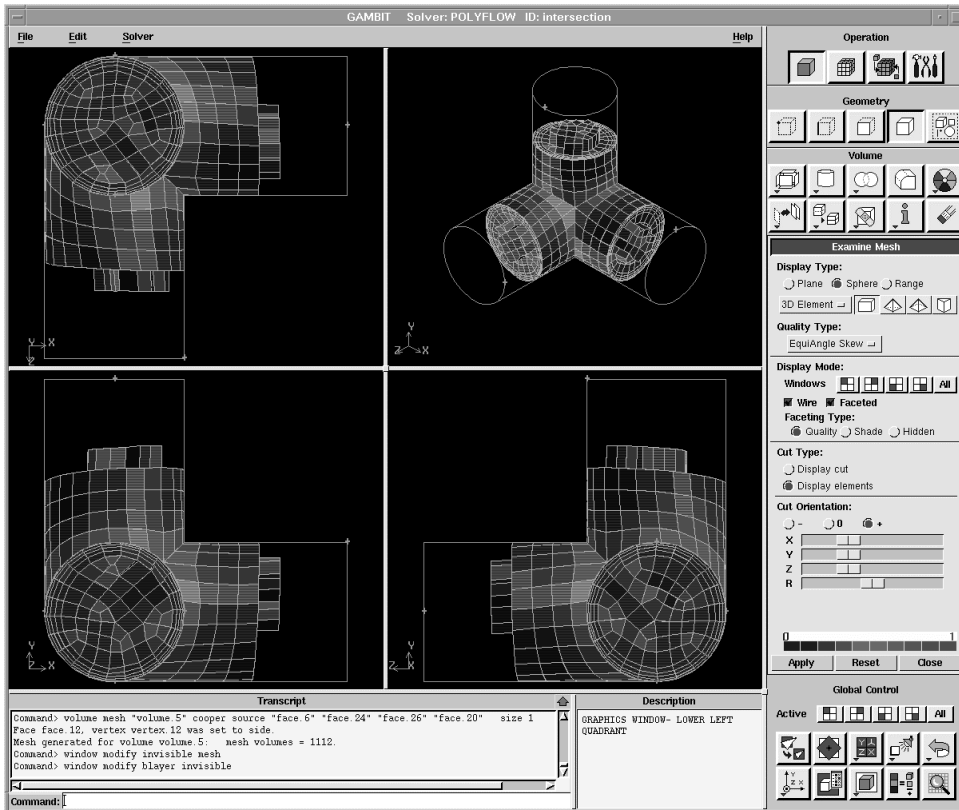 GAMBIT Solver: POLYFLOW ID: intersection
File Edit Solver Help
Y X
Z
Y
Z X
Y
Z X
Y
Z X
Operation
Geometry
Volume
Examine Mesh
Display Type:
Plane Sphere Range
3D Element
Quality Type:
EquiAngle Skew
Display Mode:
Windows All
Wire Faceted
Faceting Type:
Quality Shade Hidden
Cut Type:
Display cut
Display elements
Cut Orientation:
- 0 +
X
Y
Z
R
0 1
Apply Reset Close
Transcript
Command> volume mesh "volume.5" cooper source "face.6" "face.24" "face.26" "face.20" size 1
Face face.12, vertex vertex.12 was set to side.
Mesh generated for volume volume.5: mesh volumes = 1112.
Command> window modify invisible mesh
Command> window modify blayer invisible
Command:
Description
GRAPHICS WINDOW- LOWER LEFT
QUADRANT
Global Control
Active All